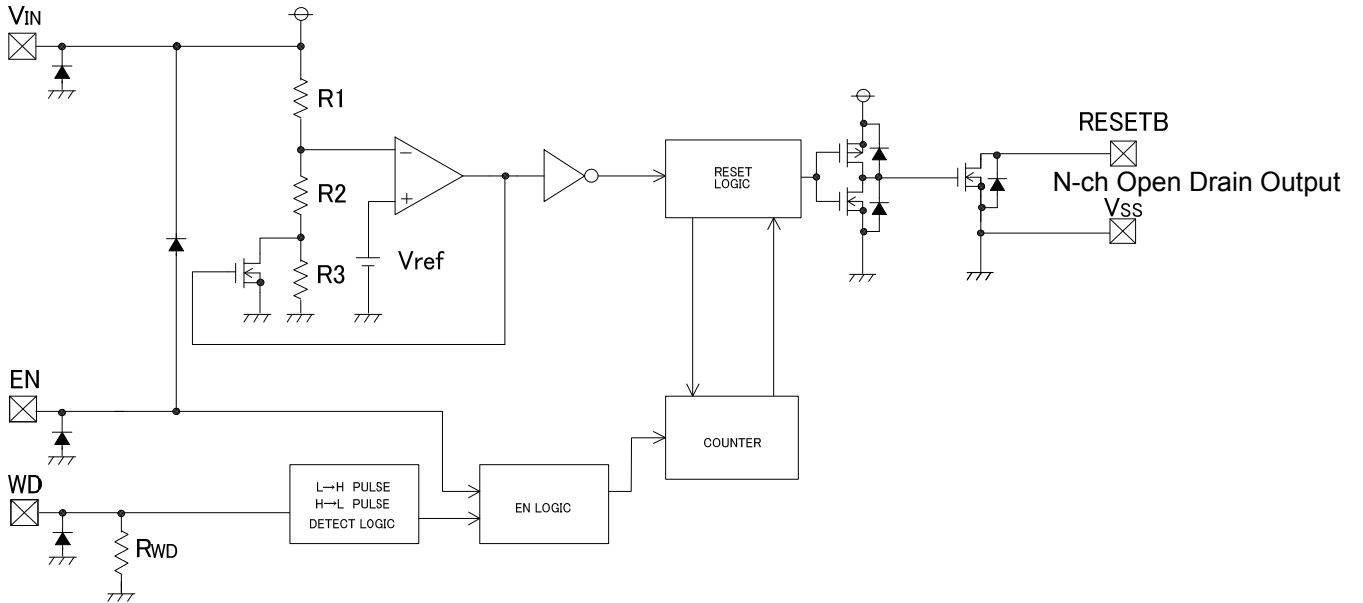 VIN
R1
R2
R3
−
+
Vref
RESET
LOGIC
RESETB
N-ch Open Drain Output
VSS
EN
COUNTER
WD
L→H PULSE
H→L PULSE
DETECT LOGIC
EN LOGIC
RWD